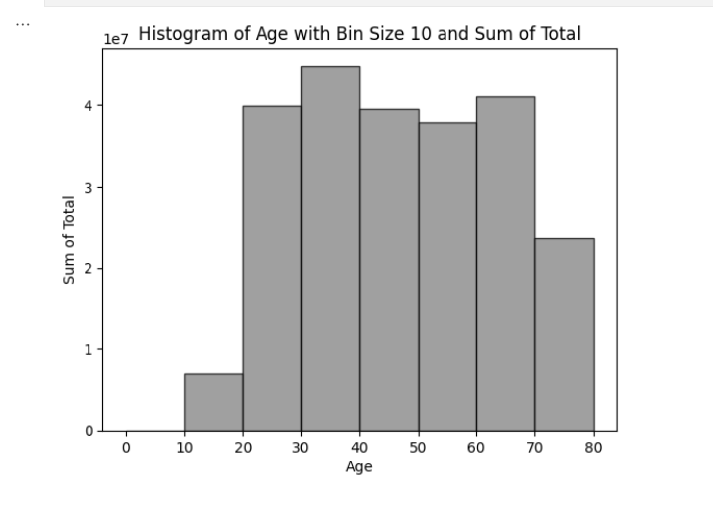 ...
1e7 Histogram of Age with Bin Size 10 and Sum of Total
4
3
2
1
0
Sum of Total
0 10 20 30 40 50 60 70 80
Age